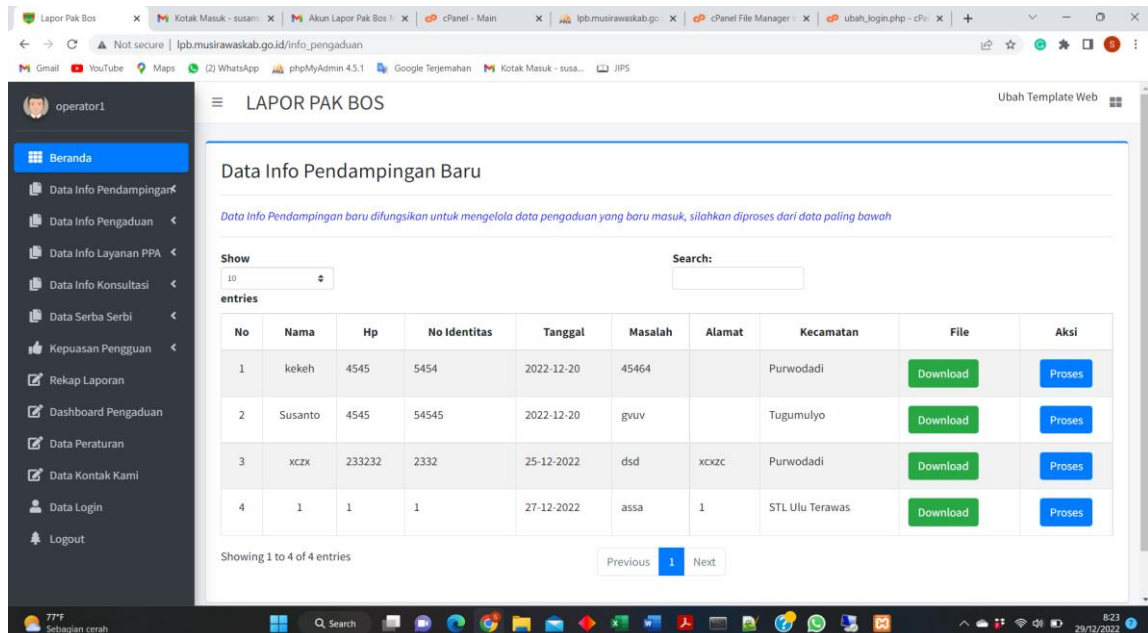 Lapor Pak Bos
Kotak Masuk - susam
Akun Lapor Pak Bos
cPanel - Main
lpb.musirawaskab.go
cPanel File Manager
ubah_login.php - cPa
Not secure | lpb.musirawaskab.go.id/info_pengaduan
Gmail YouTube Maps (2) WhatsApp phpMyAdmin 4.5.1 Google Terjemahan Kotak Masuk - susa... JIPS
operator1
LAPOR PAK BOS
Ubah Template Web
Beranda
Data Info Pendampingan
Data Info Pengaduan
Data Info Layanan PPA
Data Info Konsultasi
Data Serba Serbi
Kepuasan Pengguan
Rekap Laporan
Dashboard Pengaduan
Data Peraturan
Data Kontak Kami
Data Login
Logout
Data Info Pendampingan Baru
Data Info Pendampingan baru difungsikan untuk mengelola data pengaduan yang baru masuk, silahkan diproses dari data paling bawah
Show
10
entries
Search:
No Nama Hp No Identitas Tanggal Masalah Alamat Kecamatan File Aksi
1 kekeh 4545 5454 2022-12-20 45464 Purwodadi Download Proses
2 Susanto 4545 54545 2022-12-20 gvuv Tugumulyo Download Proses
3 xczx 233232 2332 25-12-2022 dsd xcxzc Purwodadi Download Proses
4 1 1 1 27-12-2022 assa 1 STL Ulu Terawas Download Proses
Showing 1 to 4 of 4 entries
Previous 1 Next
77°F
Sebagian cerah
Search
8:23
29/12/2022